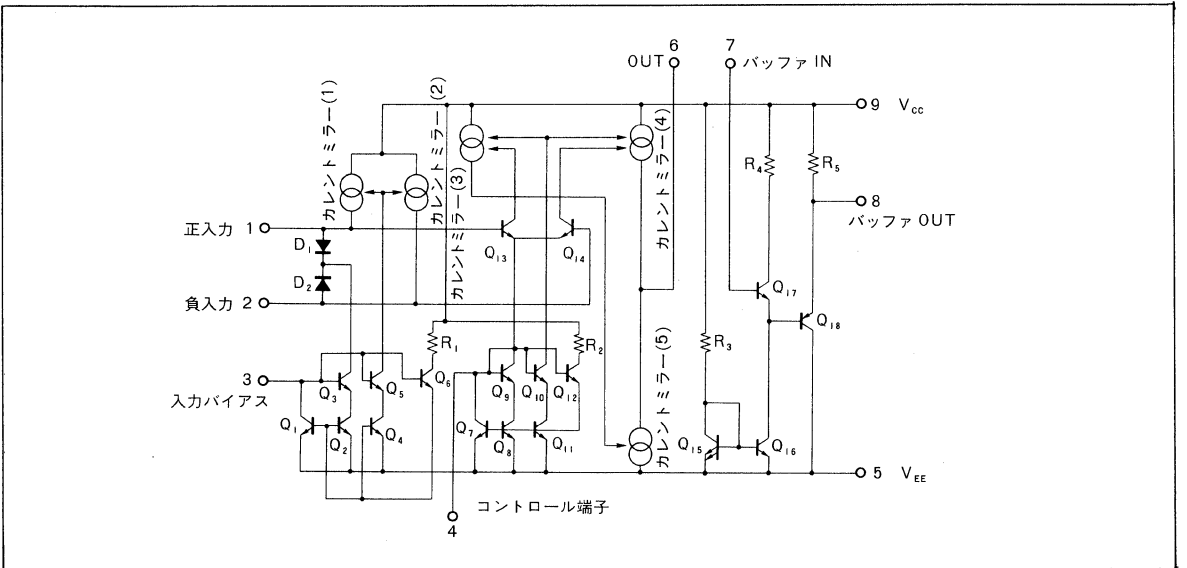 6
OUT
7
バッファ IN
カレントミラー(1)
カレントミラー(2)
カレントミラー(3)
カレントミラー(4)
カレントミラー(5)
9 Vcc
R4
R5
8
バッファ OUT
正入力 1
D1
D2
負入力 2
Q13
Q14
Q17
Q18
R1
R2
R3
3
入力バイアス
Q3
Q5
Q6
Q9
Q10
Q12
Q1
Q2
Q4
Q7
Q8
Q11
Q15
Q16
5 VEE
コントロール端子
4